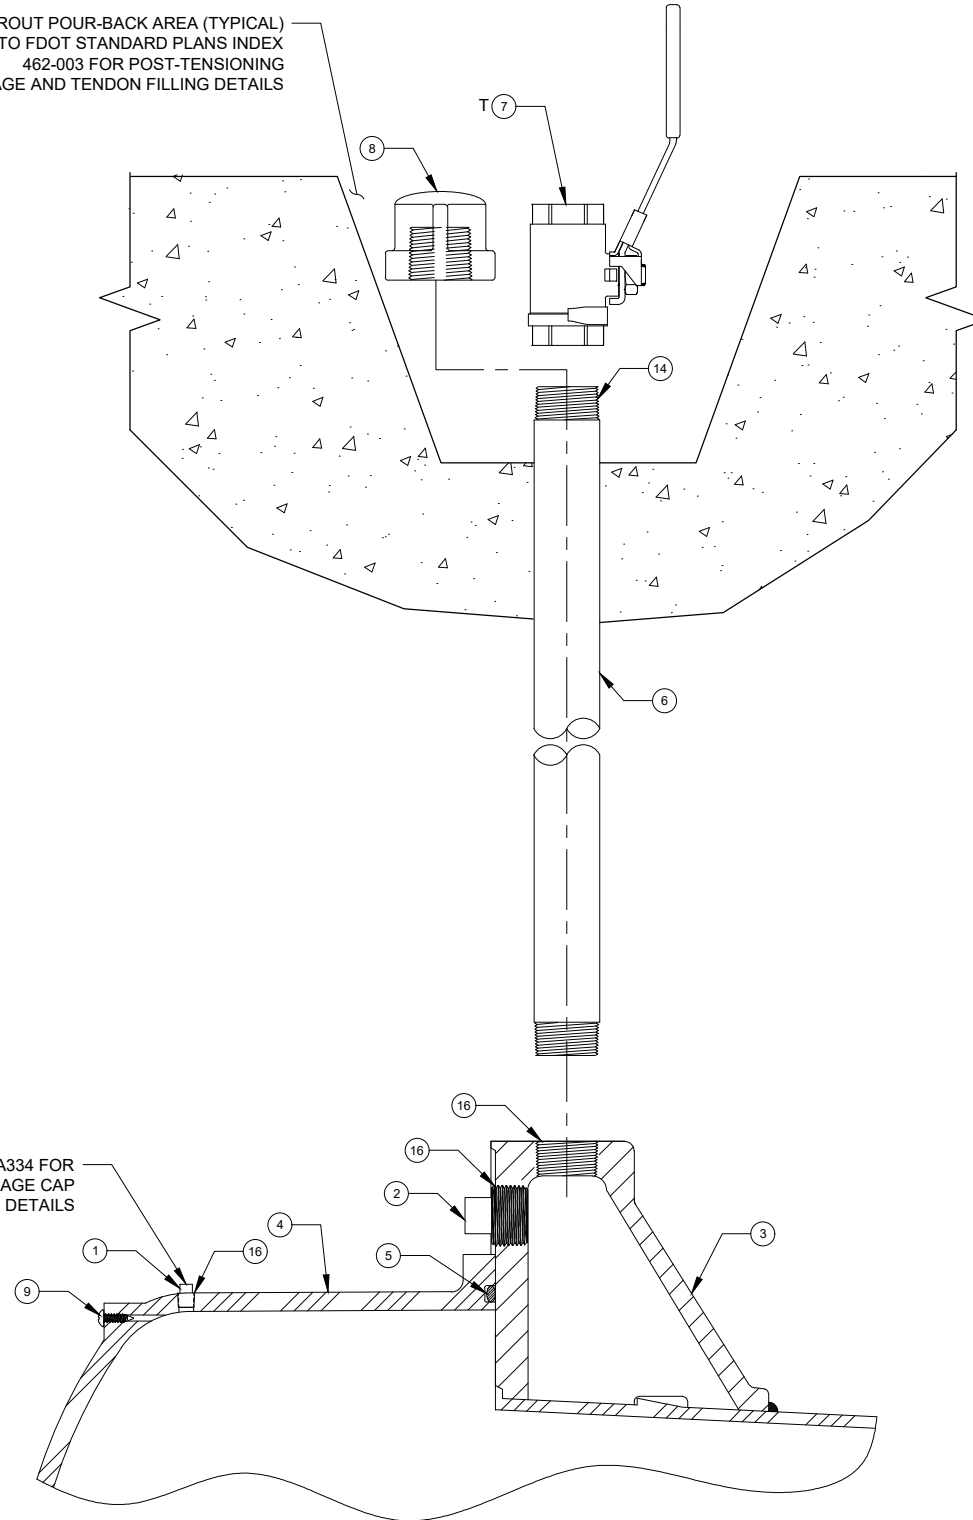 ROUT POUR-BACK AREA (TYPICAL)
TO FDOT STANDARD PLANS INDEX
462-003 FOR POST-TENSIONING
AGE AND TENDON FILLING DETAILS
T 7
8
14
6
16
16
A334 FOR
AGE CAP
DETAILS
2
4
3
1
16
5
9